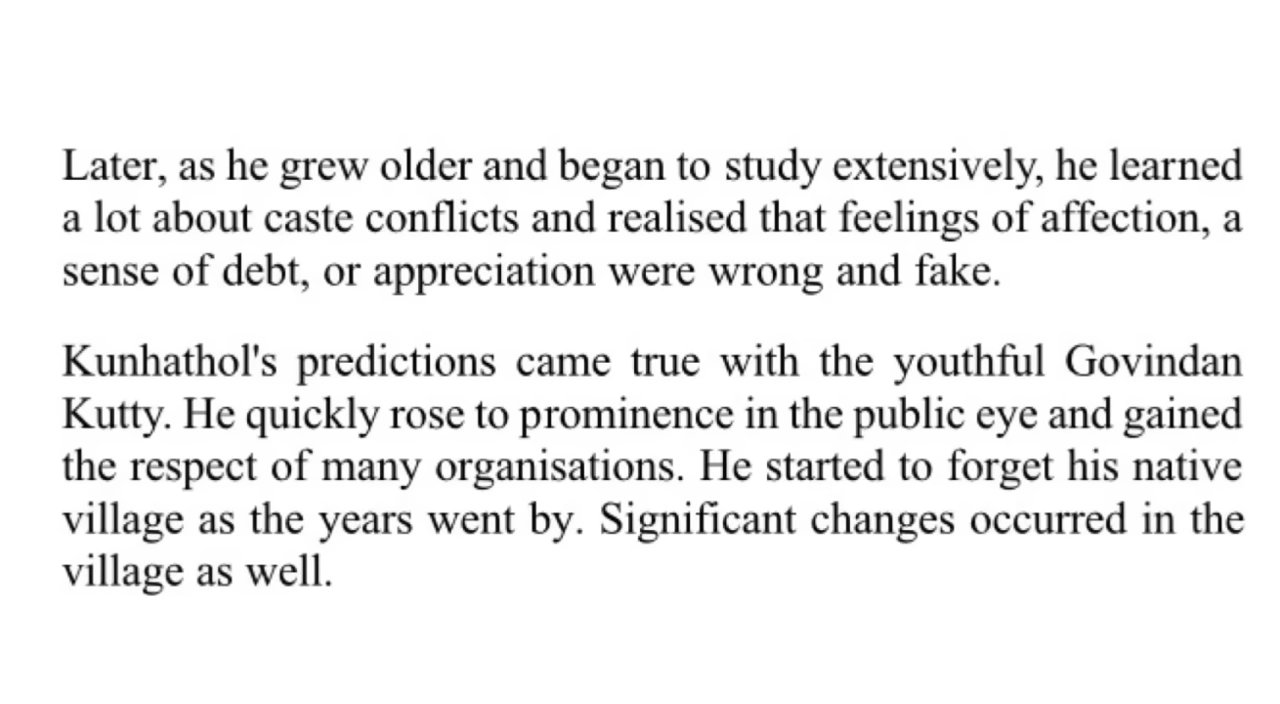 Later, as he grew older and began to study extensively, he learned
a lot about caste conflicts and realised that feelings of affection, a
sense of debt, or appreciation were wrong and fake.
Kunhathol's predictions came true with the youthful Govindan
Kutty. He quickly rose to prominence in the public eye and gained
the respect of many organisations. He started to forget his native
village as the years went by. Significant changes occurred in the
village as well.